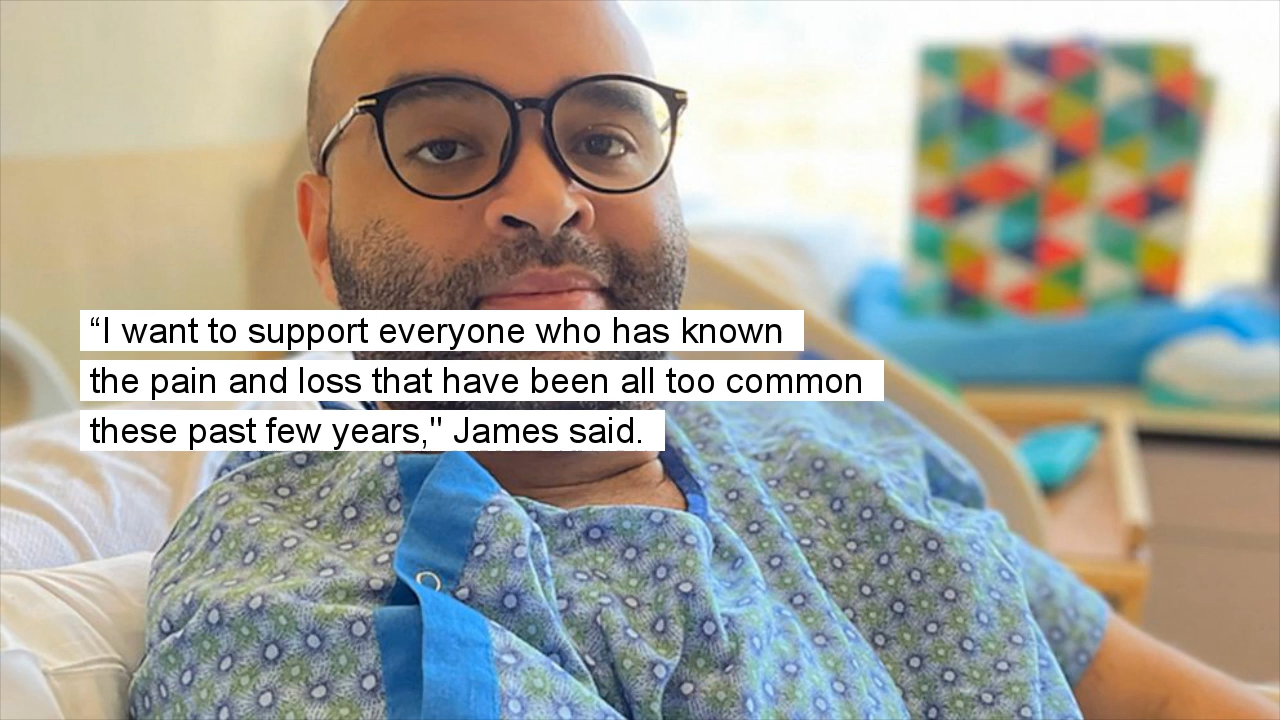 “I want to support everyone who has known
the pain and loss that have been all too common
these past few years," James said.